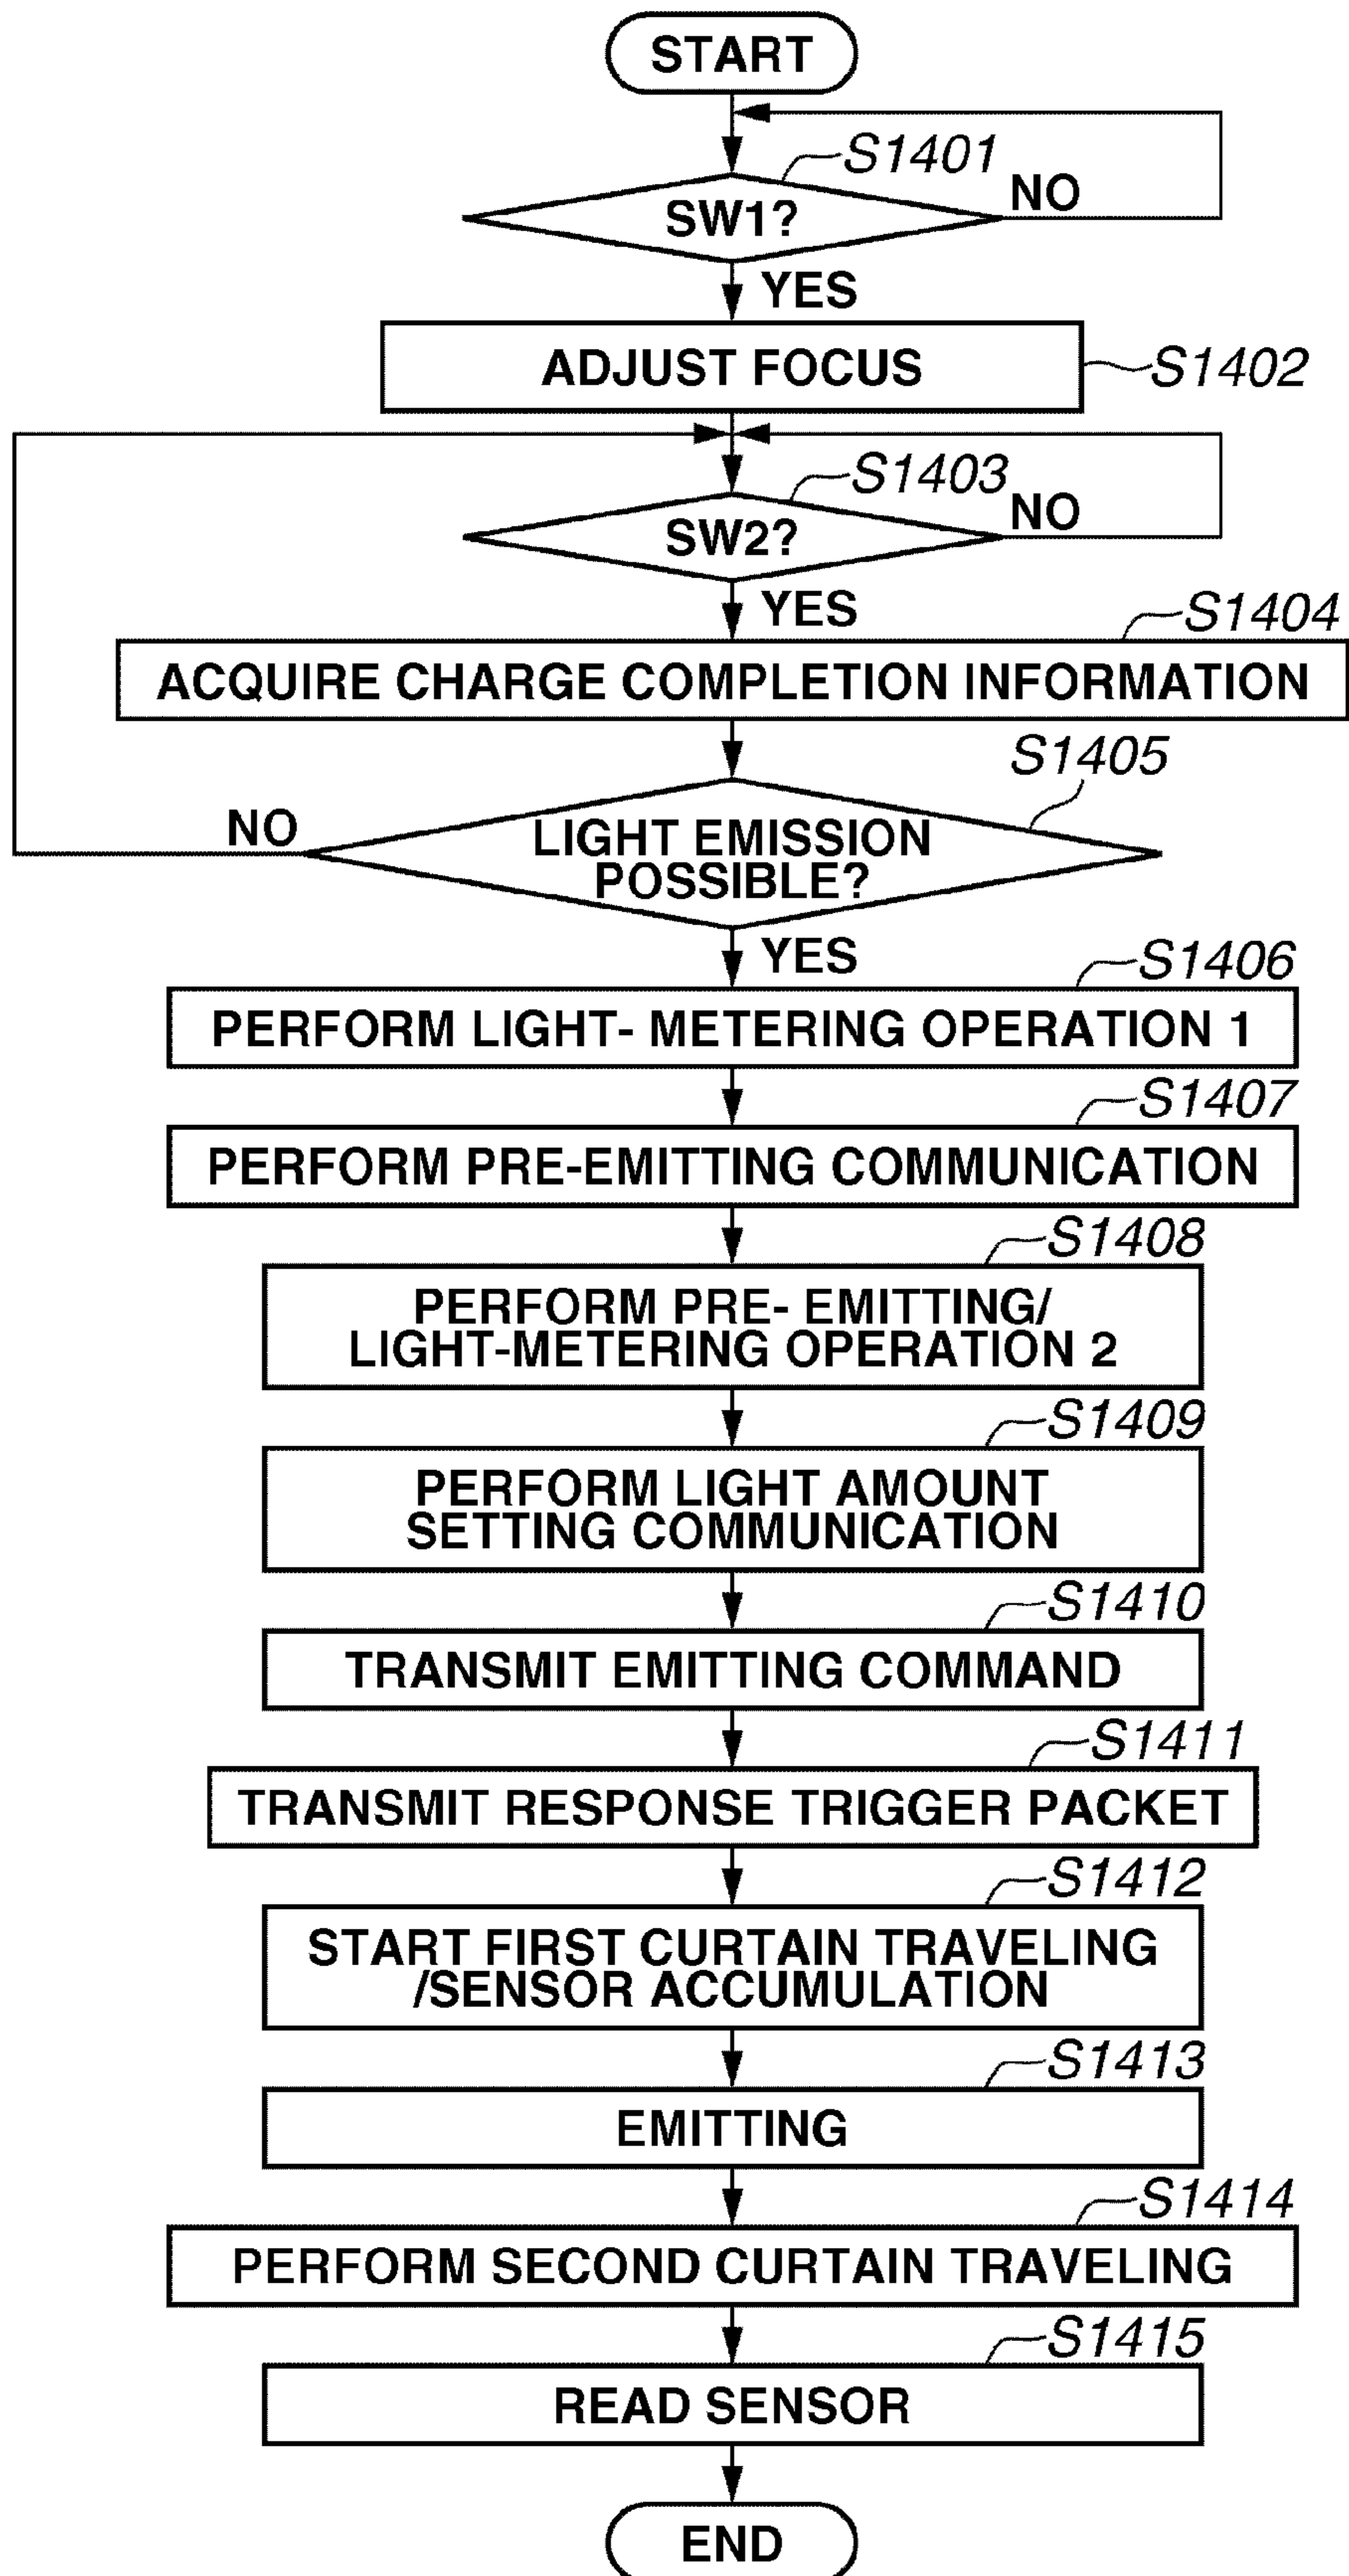 START
S1401
SW1?
NO
YES
ADJUST FOCUS
S1402
S1403
SW2?
NO
YES
S1404
ACQUIRE CHARGE COMPLETION INFORMATION
S1405
NO
LIGHT EMISSION
POSSIBLE?
YES
S1406
PERFORM LIGHT- METERING OPERATION 1
S1407
PERFORM PRE-EMITTING COMMUNICATION
S1408
PERFORM PRE- EMITTING/
LIGHT-METERING OPERATION 2
S1409
PERFORM LIGHT AMOUNT
SETTING COMMUNICATION
S1410
TRANSMIT EMITTING COMMAND
S1411
TRANSMIT RESPONSE TRIGGER PACKET
S1412
START FIRST CURTAIN TRAVELING
/SENSOR ACCUMULATION
S1413
EMITTING
S1414
PERFORM SECOND CURTAIN TRAVELING
S1415
READ SENSOR
END